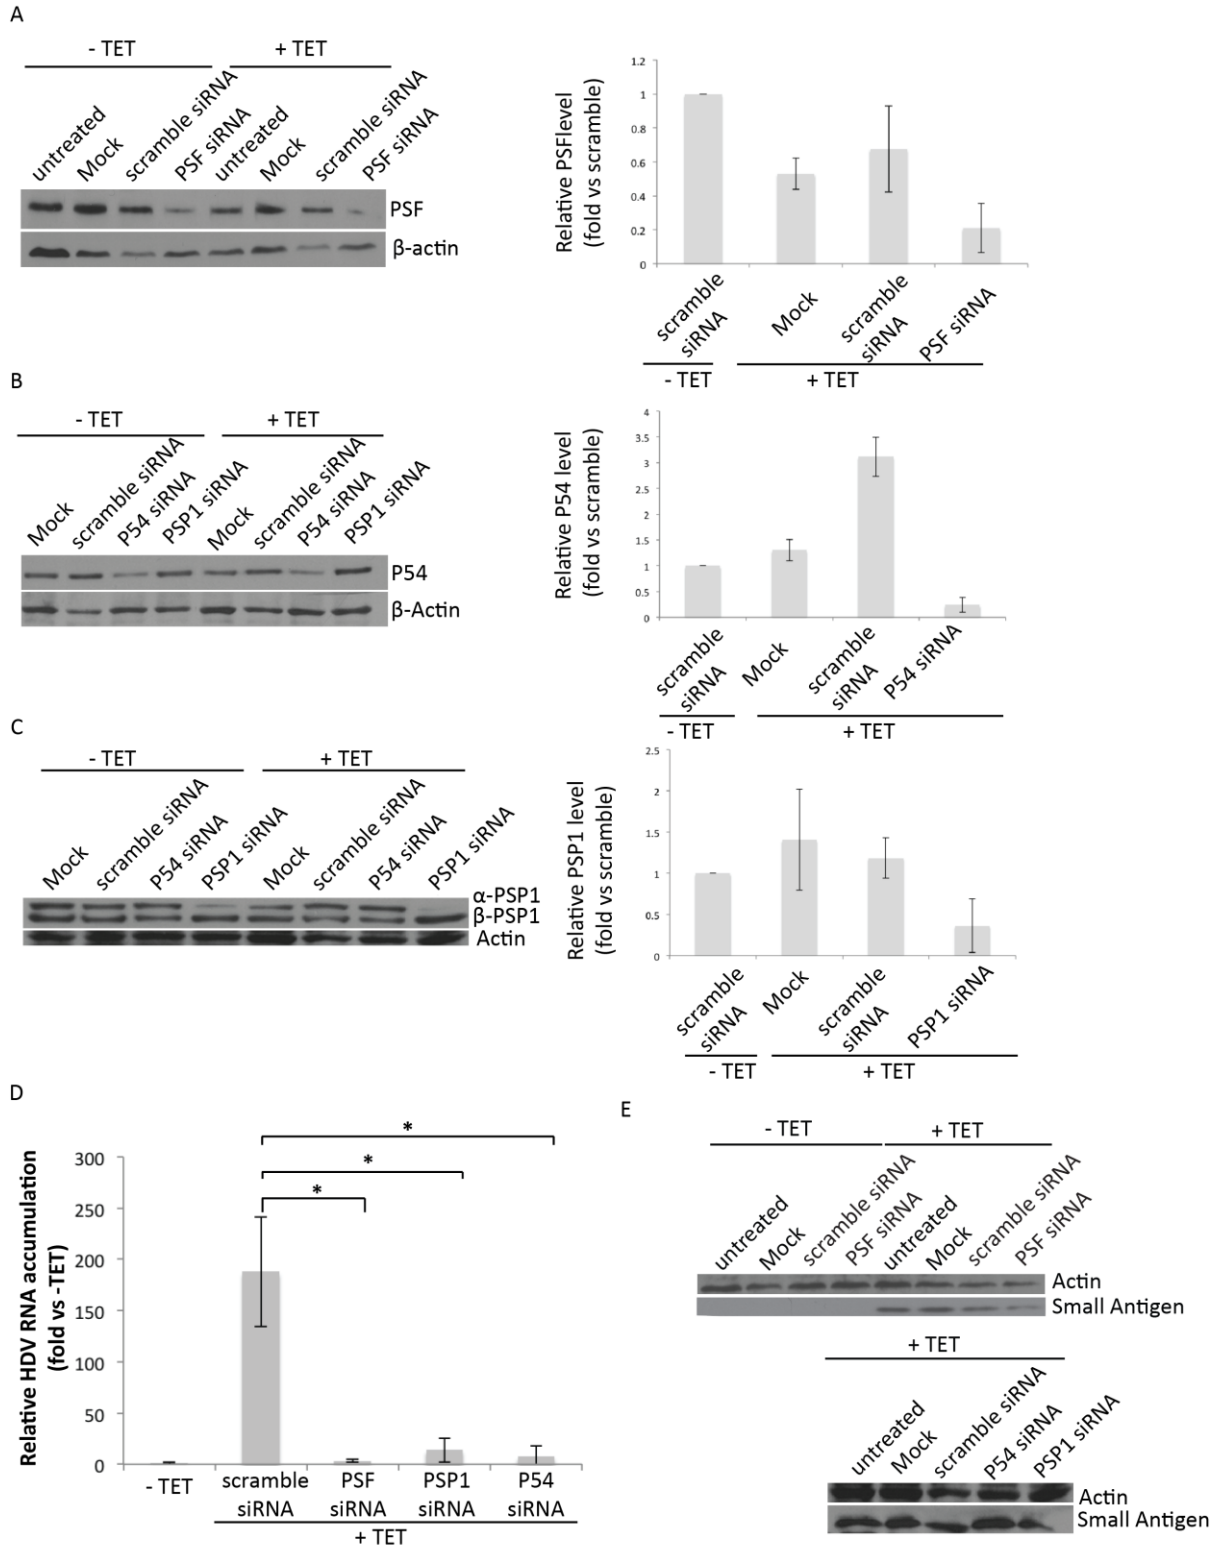 A
- TET + TET
untreated Mock scramble siRNA PSF siRNA untreated Mock scramble siRNA PSF siRNA
PSF
β-actin
Relative PSFlevel
(fold vs scramble)
1.2
1
0.8
0.6
0.4
0.2
0
scramble siRNA Mock scramble siRNA PSF siRNA
- TET + TET
B
- TET + TET
Mock scramble siRNA P54 siRNA PSP1 siRNA Mock scramble siRNA P54 siRNA PSP1 siRNA
P54
β-Actin
Relative P54 level
(fold vs scramble)
4
3.5
3
2.5
2
1.5
1
0.5
0
scramble siRNA Mock scramble siRNA P54 siRNA
- TET + TET
C
- TET + TET
Mock scramble siRNA P54 siRNA PSP1 siRNA Mock scramble siRNA P54 siRNA PSP1 siRNA
α-PSP1
β-PSP1
Actin
Relative PSP1 level
(fold vs scramble)
2.5
2
1.5
1
0.5
0
scramble siRNA Mock scramble siRNA PSP1 siRNA
- TET + TET
D
Relative HDV RNA accumulation
(fold vs -TET)
300
250
200
150
100
50
0
*
*
*
- TET scramble siRNA PSF siRNA PSP1 siRNA P54 siRNA
+ TET
E
- TET + TET
untreated Mock scramble siRNA PSF siRNA untreated Mock scramble siRNA PSF siRNA
Actin
Small Antigen
+ TET
untreated Mock scramble siRNA P54 siRNA PSP1 siRNA
Actin
Small Antigen